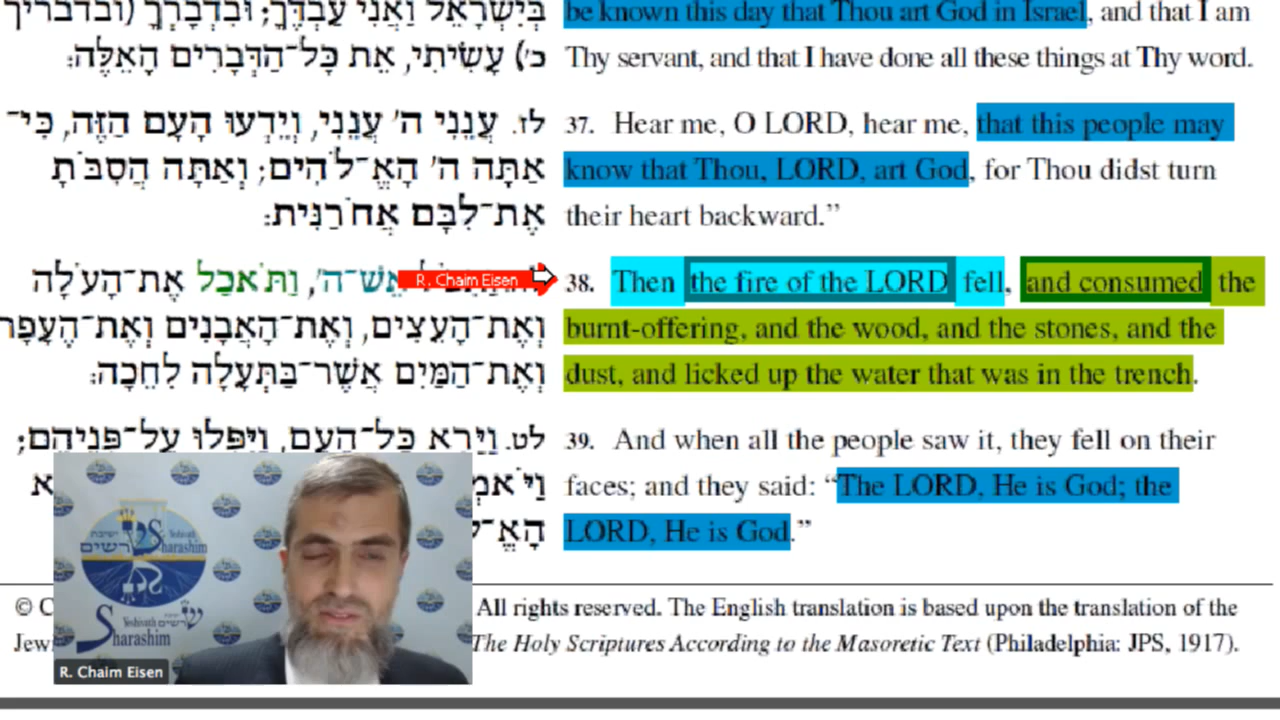 בְּיִשְׂרָאֵל וַאֲנִי עַבְדֶּךָ; וּבִדְבָרְךָ (ובדבריך
כ') עָשִׂיתִי, אֵת כׇּל־הַדְּבָרִים הָאֵלֶּה:
לז. עֲנֵנִי ה' עֲנֵנִי, וְיֵדְעוּ הָעָם הַזֶּה, כִּי־
אַתָּה ה' הָאֱ־לֹהִים; וְאַתָּה הֲסִבֹּתָ
אֶת־לִבָּם אֲחֹרַנִּית:
אֵשׁ־ה', וַתֹּאכַל אֶת־הָעֹלָה
וְאֶת־הָעֵצִים, וְאֶת־הָאֲבָנִים וְאֶת־הֶעָפָר
וְאֶת־הַמַּיִם אֲשֶׁר־בַּתְּעָלָה לִחֵכָה:
לט. וַיַּרְא כׇּל־הָעָם, וַיִּפְּלוּ עַל־פְּנֵיהֶם;
be known this day that Thou art God in Israel, and that I am
Thy servant, and that I have done all these things at Thy word.
37. Hear me, O LORD, hear me, that this people may
know that Thou, LORD, art God, for Thou didst turn
their heart backward.”
R. Chaim Eisen
38. Then the fire of the LORD fell, and consumed the
burnt-offering, and the wood, and the stones, and the
dust, and licked up the water that was in the trench.
39. And when all the people saw it, they fell on their
faces; and they said: “The LORD, He is God; the
LORD, He is God.”
© C
All rights reserved. The English translation is based upon the translation of the
The Holy Scriptures According to the Masoretic Text (Philadelphia: JPS, 1917).
ישיבת
שרשים
Yeshivath
Sharashim
Yeshivath שרשים
Sharashim
R. Chaim Eisen